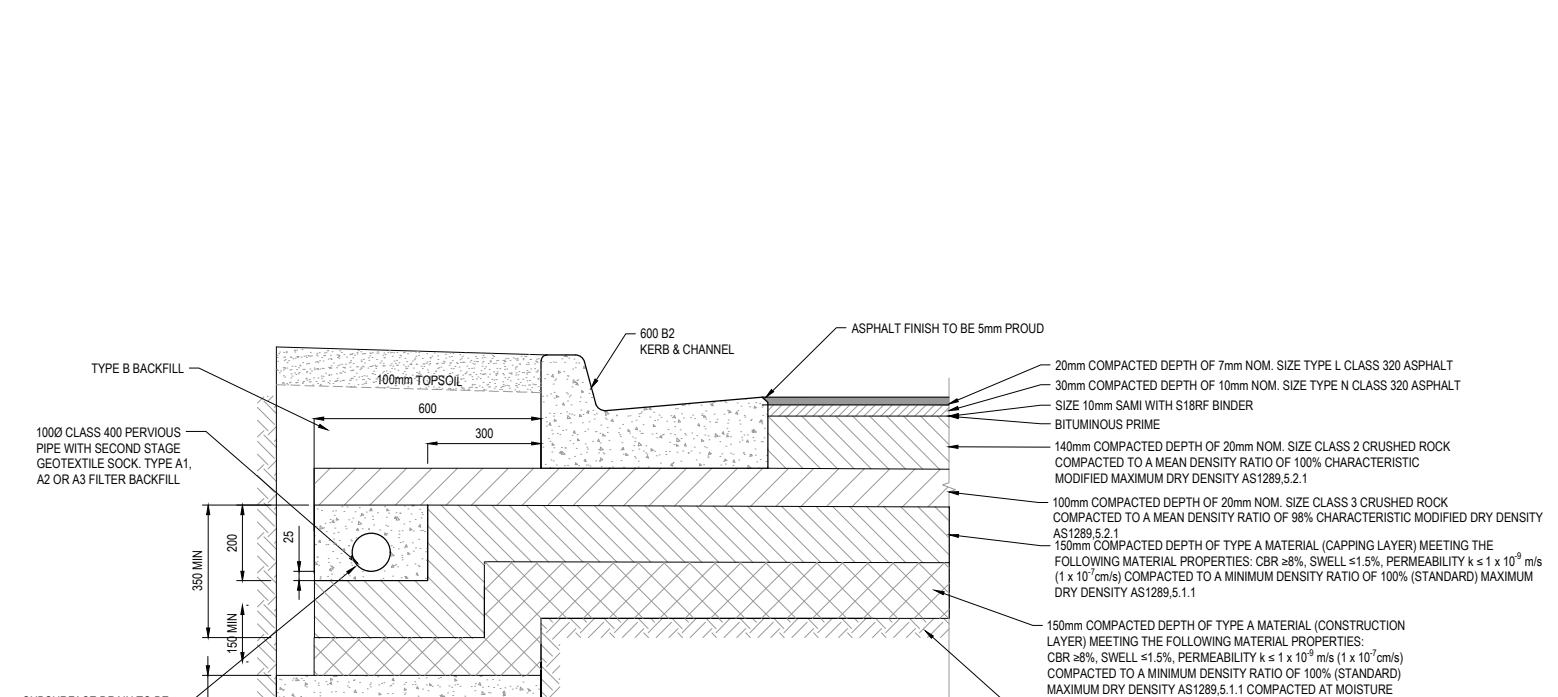 600 B2
KERB & CHANNEL
ASPHALT FINISH TO BE 5mm PROUD
TYPE B BACKFILL
100mm TOPSOIL
600
300
100Ø CLASS 400 PERVIOUS
PIPE WITH SECOND STAGE
GEOTEXTILE SOCK. TYPE A1,
A2 OR A3 FILTER BACKFILL
350 MIN
200
25
150 MIN
20mm COMPACTED DEPTH OF 7mm NOM. SIZE TYPE L CLASS 320 ASPHALT
30mm COMPACTED DEPTH OF 10mm NOM. SIZE TYPE N CLASS 320 ASPHALT
SIZE 10mm SAMI WITH S18RF BINDER
BITUMINOUS PRIME
140mm COMPACTED DEPTH OF 20mm NOM. SIZE CLASS 2 CRUSHED ROCK
COMPACTED TO A MEAN DENSITY RATIO OF 100% CHARACTERISTIC
MODIFIED MAXIMUM DRY DENSITY AS1289,5.2.1
100mm COMPACTED DEPTH OF 20mm NOM. SIZE CLASS 3 CRUSHED ROCK
COMPACTED TO A MEAN DENSITY RATIO OF 98% CHARACTERISTIC MODIFIED DRY DENSITY
AS1289,5.2.1
150mm COMPACTED DEPTH OF TYPE A MATERIAL (CAPPING LAYER) MEETING THE
FOLLOWING MATERIAL PROPERTIES: CBR ≥8%, SWELL ≤1.5%, PERMEABILITY k ≤ 1 x 10⁻⁹ m/s
(1 x 10⁻⁷cm/s) COMPACTED TO A MINIMUM DENSITY RATIO OF 100% (STANDARD) MAXIMUM
DRY DENSITY AS1289,5.1.1
150mm COMPACTED DEPTH OF TYPE A MATERIAL (CONSTRUCTION
LAYER) MEETING THE FOLLOWING MATERIAL PROPERTIES:
CBR ≥8%, SWELL ≤1.5%, PERMEABILITY k ≤ 1 x 10⁻⁹ m/s (1 x 10⁻⁷cm/s)
COMPACTED TO A MINIMUM DENSITY RATIO OF 100% (STANDARD)
MAXIMUM DRY DENSITY AS1289,5.1.1 COMPACTED AT MOISTURE